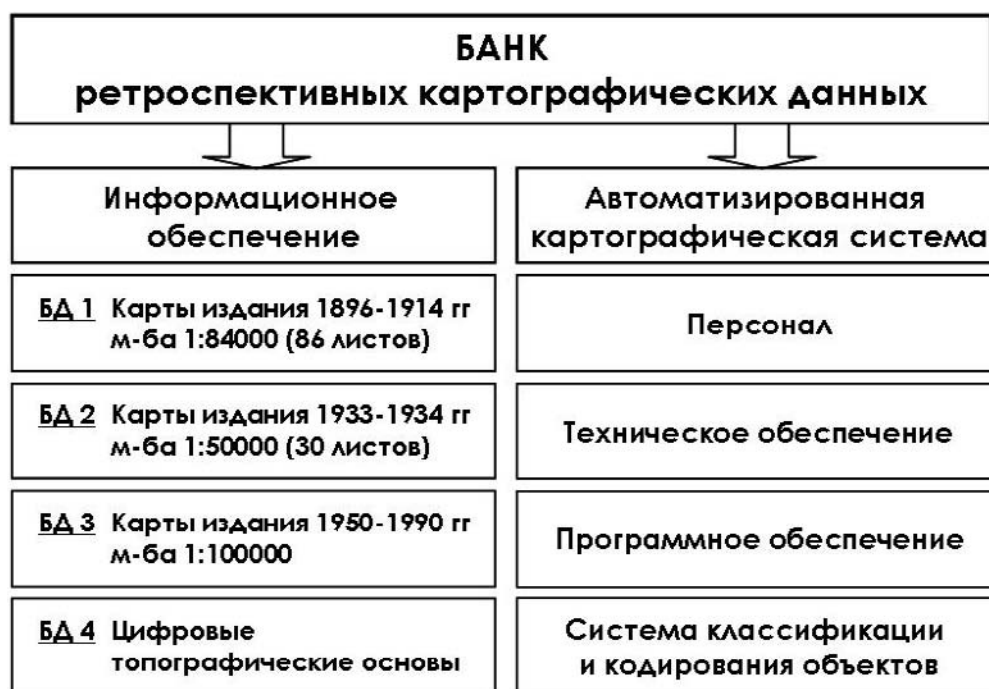 БАНК
ретроспективных картографических данных
Информационное
обеспечение
БД 1 Карты издания 1896-1914 гг
м-ба 1:84000 (86 листов)
БД 2 Карты издания 1933-1934 гг
м-ба 1:50000 (30 листов)
БД 3 Карты издания 1950-1990 гг
м-ба 1:100000
БД 4 Цифровые
топографические основы
Автоматизированная
картографическая система
Персонал
Техническое обеспечение
Программное обеспечение
Система классификации
и кодирования объектов